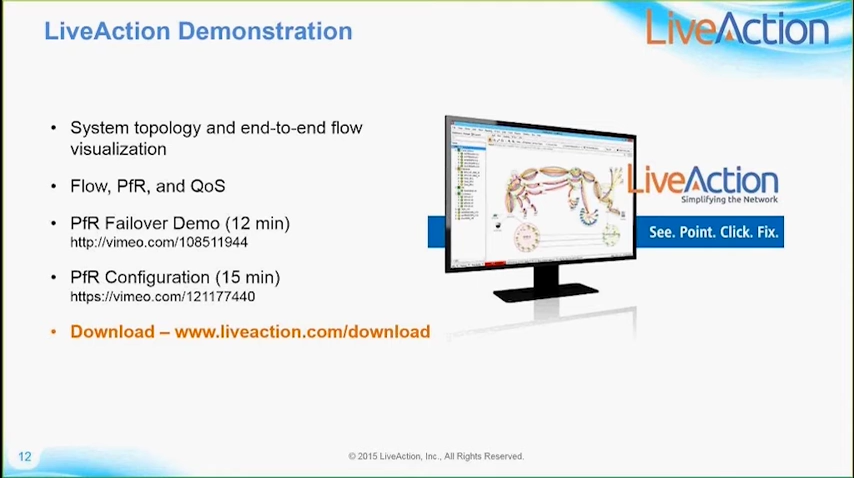 LiveAction Demonstration
LiveAction
• System topology and end-to-end flow
visualization
• Flow, PfR, and QoS
• PfR Failover Demo (12 min)
http://vimeo.com/108511944
• PfR Configuration (15 min)
https://vimeo.com/121177440
• Download – www.liveaction.com/download
LiveAction
Simplifying the Network
See. Point. Click. Fix.
12
© 2015 LiveAction, Inc., All Rights Reserved.